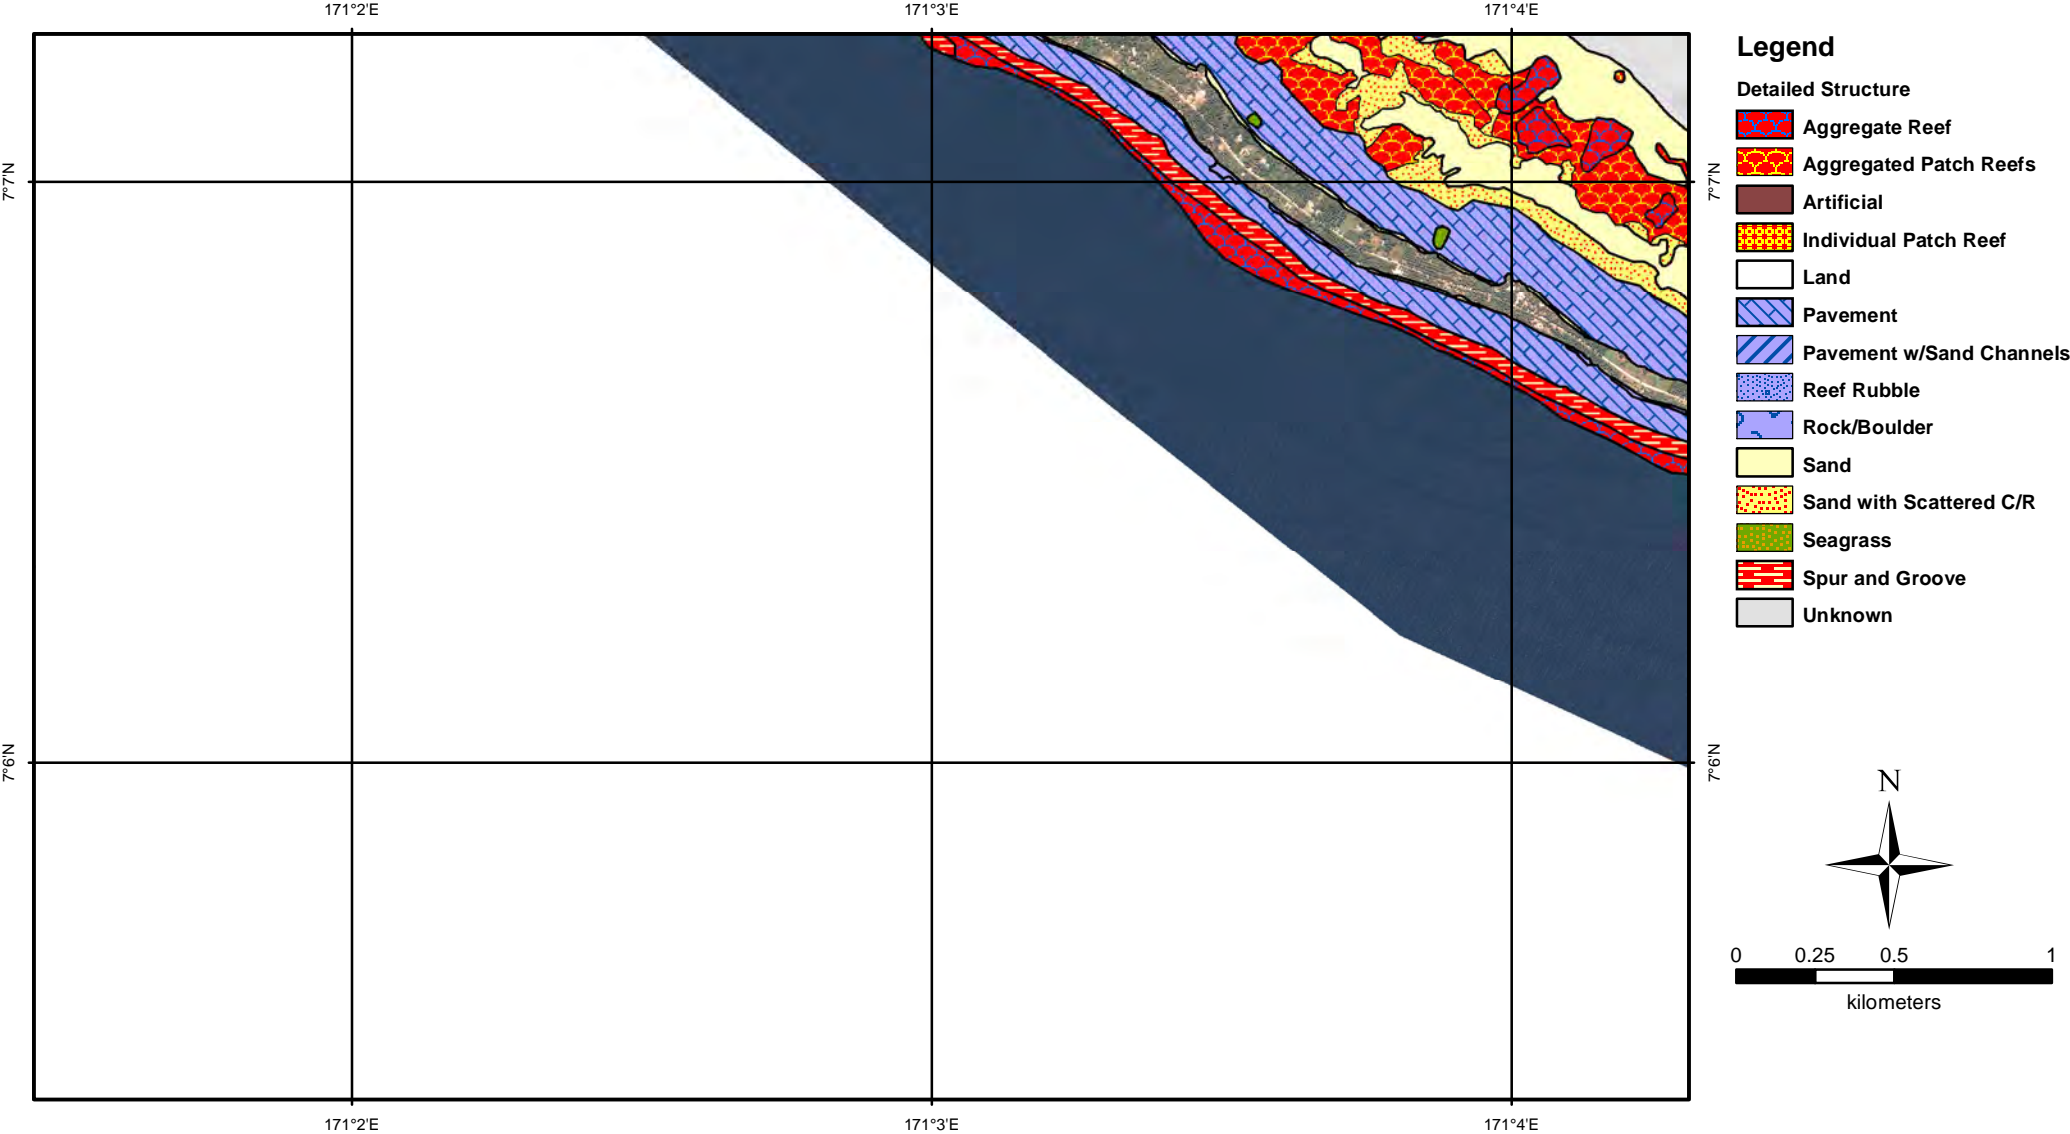 171°2'E 171°3'E 171°4'E
7°7'N 7°7'N
7°6'N 7°6'N
171°2'E 171°3'E 171°4'E
Legend
Detailed Structure
Aggregate Reef
Aggregated Patch Reefs
Artificial
Individual Patch Reef
Land
Pavement
Pavement w/Sand Channels
Reef Rubble
Rock/Boulder
Sand
Sand with Scattered C/R
Seagrass
Spur and Groove
Unknown
N
0 0.25 0.5 1
kilometers